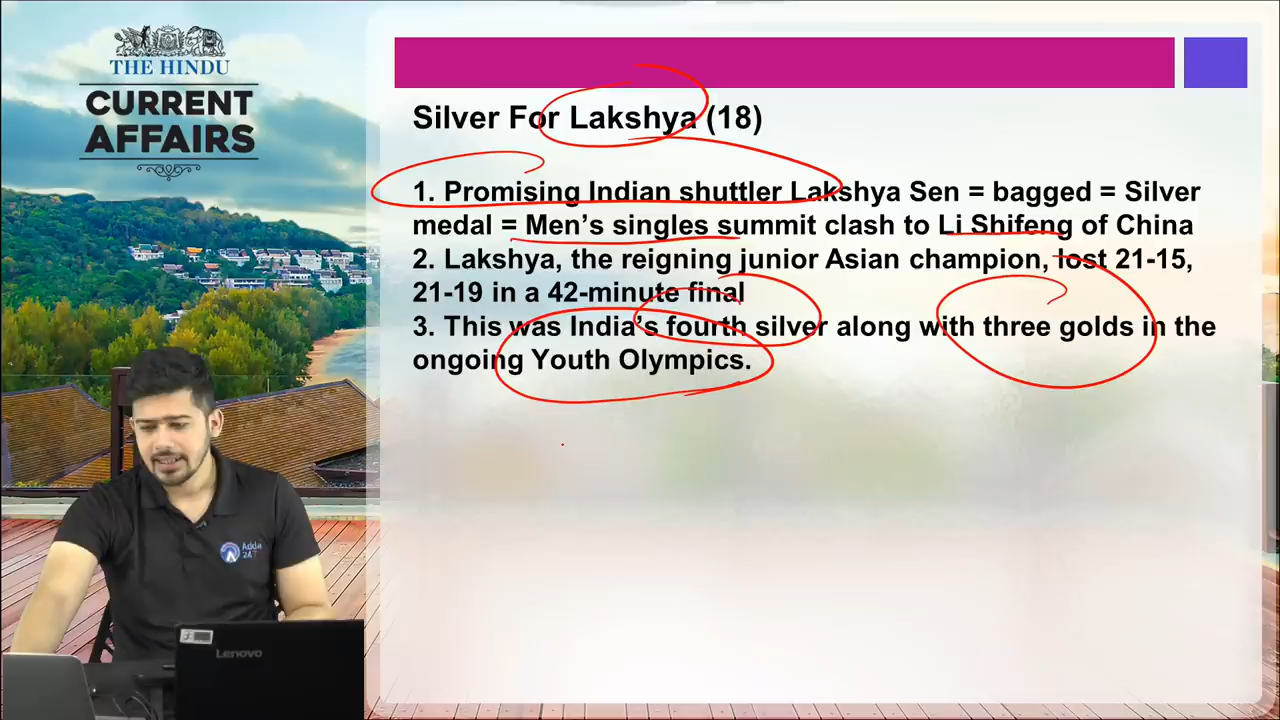 THE HINDU
CURRENT
AFFAIRS
Silver For Lakshya (18)
1. Promising Indian shuttler Lakshya Sen = bagged = Silver
medal = Men's singles summit clash to Li Shifeng of China
2. Lakshya, the reigning junior Asian champion, lost 21-15,
21-19 in a 42-minute final
3. This was India's fourth silver along with three golds in the
ongoing Youth Olympics.
Adda
247
Lenovo